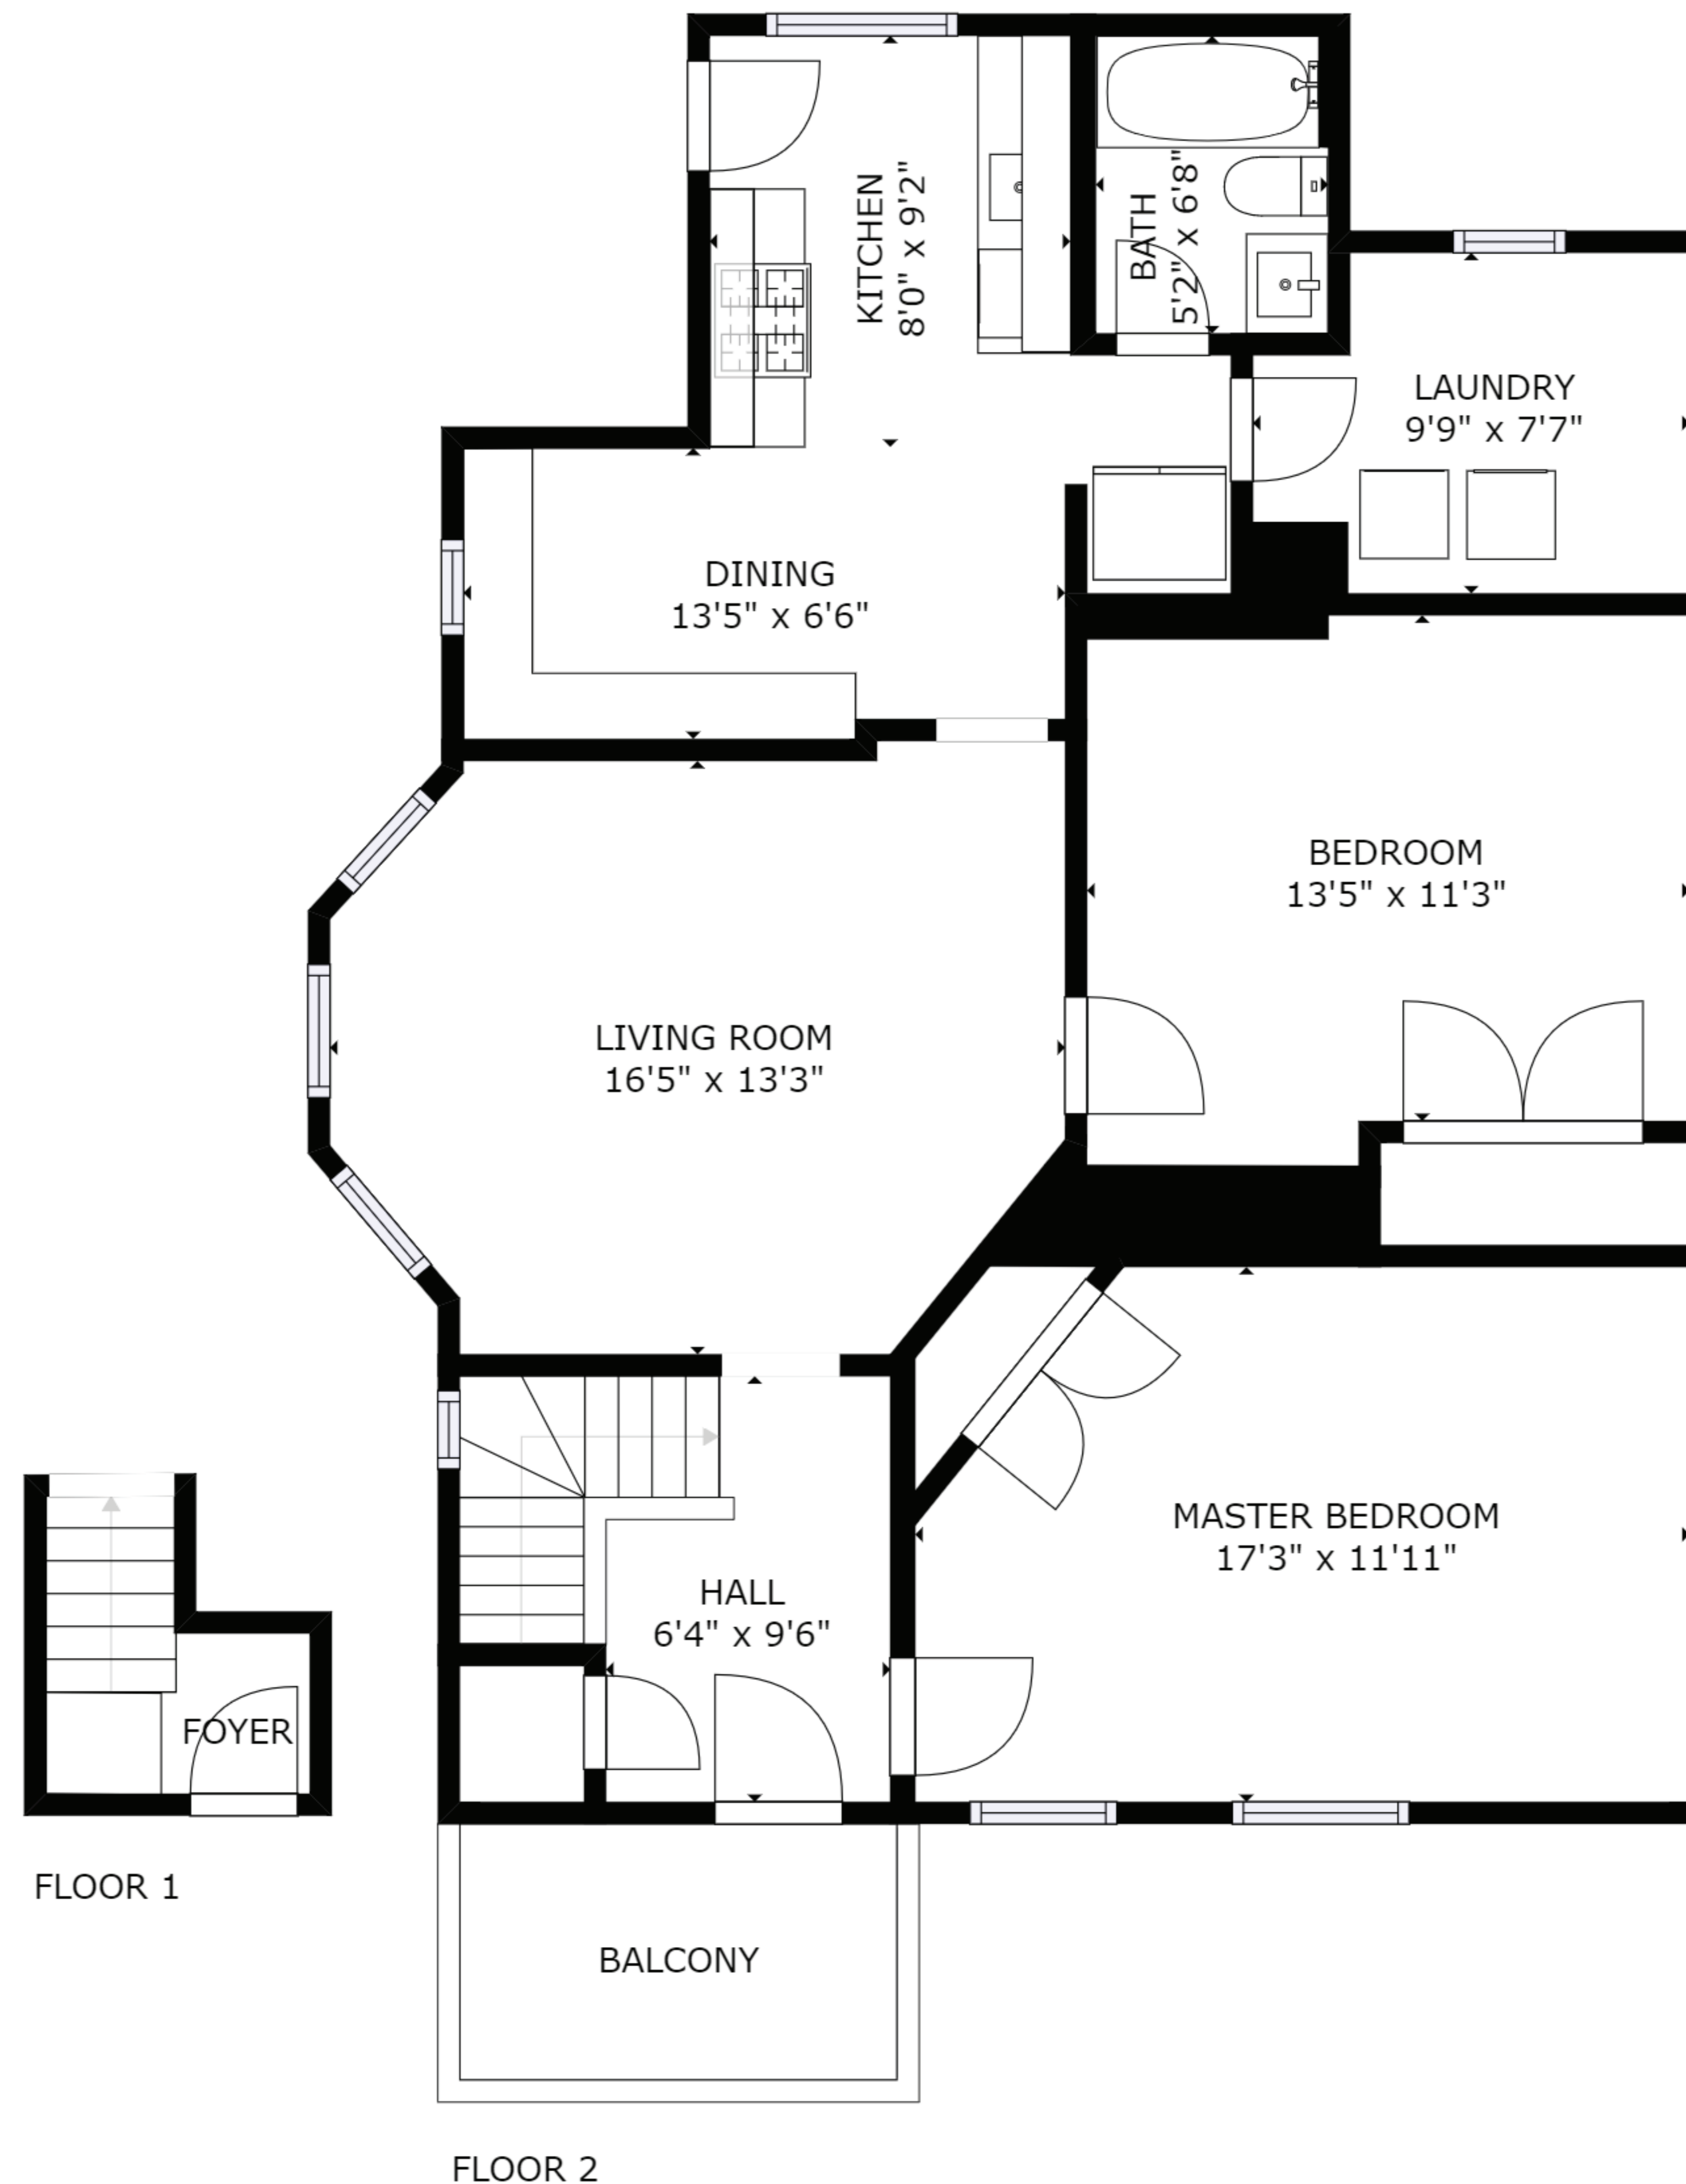 KITCHEN
8'0" x 9'2"
BATH
5'2" x 6'8"
LAUNDRY
9'9" x 7'7"
DINING
13'5" x 6'6"
BEDROOM
13'5" x 11'3"
LIVING ROOM
16'5" x 13'3"
MASTER BEDROOM
17'3" x 11'11"
HALL
6'4" x 9'6"
FOYER
FLOOR 1
BALCONY
FLOOR 2